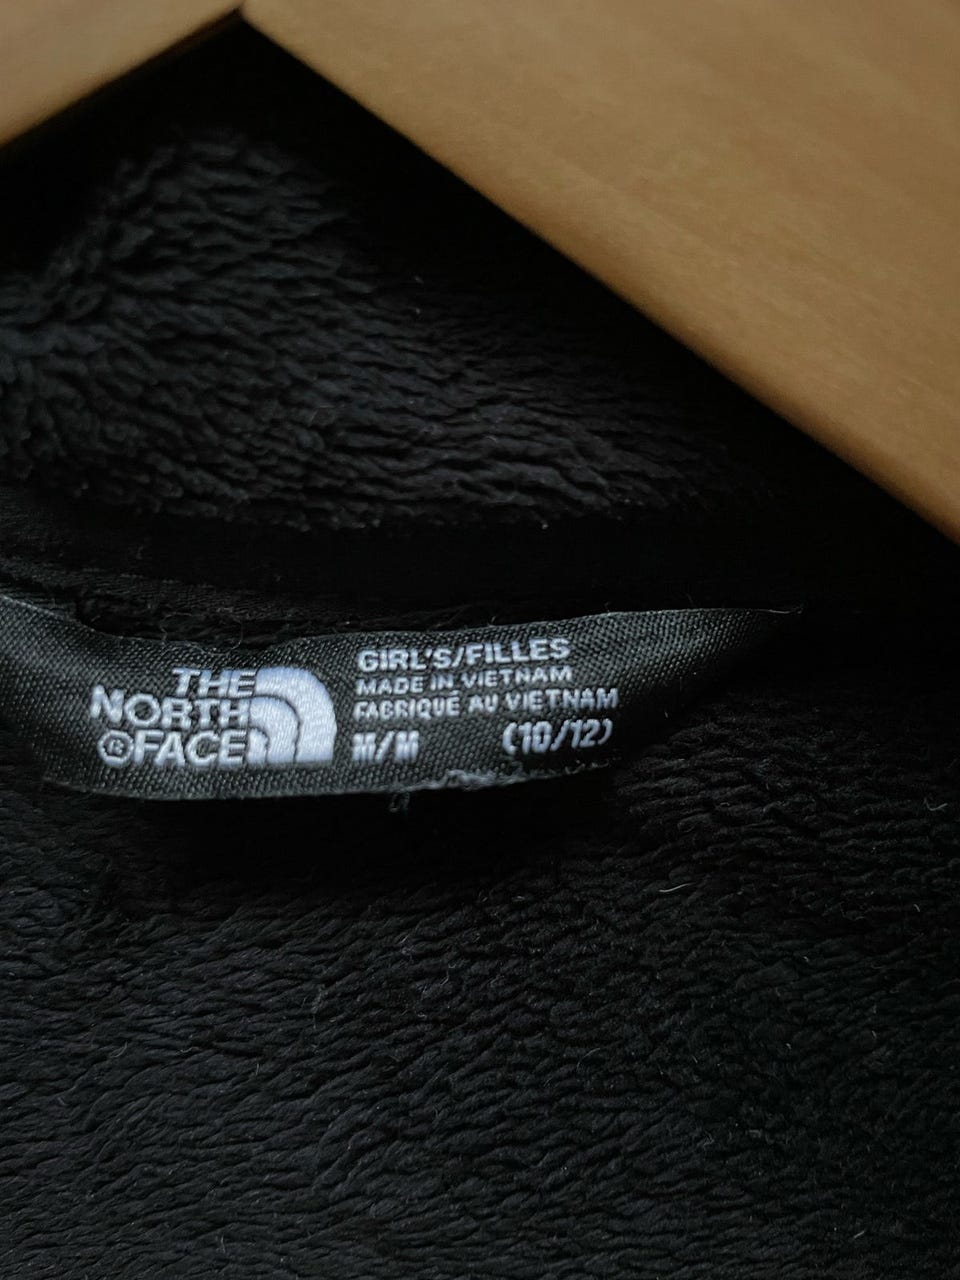 THE
NORTH
®FACE
GIRL'S/FILLES
MADE IN VIETNAM
FABRIQUÉ AU VIETNAM
M/M (10/12)